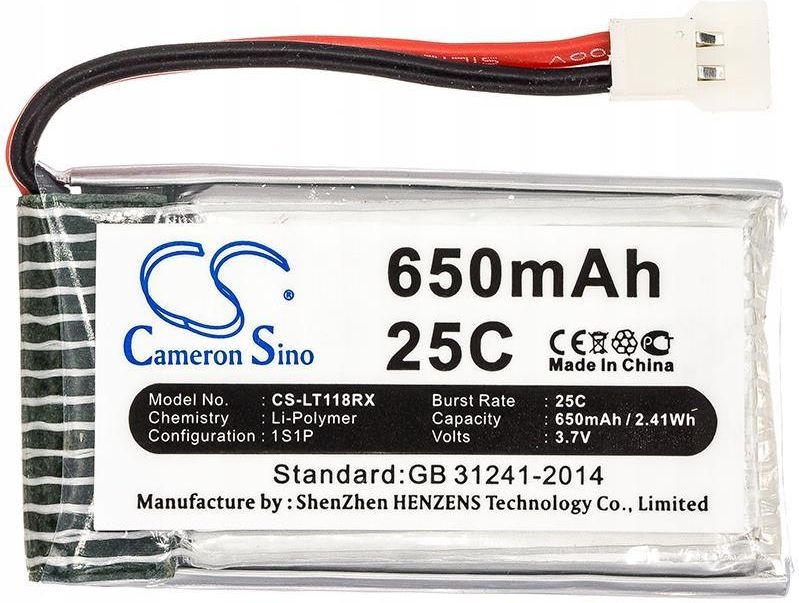 CS®
Cameron Sino
650mAh
25C
CE
PCT
Made In China
Model No. : CS-LT118RX
Chemistry : Li-Polymer
Configuration : 1S1P
Burst Rate : 25C
Capacity : 650mAh / 2.41Wh
Volts : 3.7V
Standard:GB 31241-2014
Manufacture by : ShenZhen HENZENS Technology Co., Limited